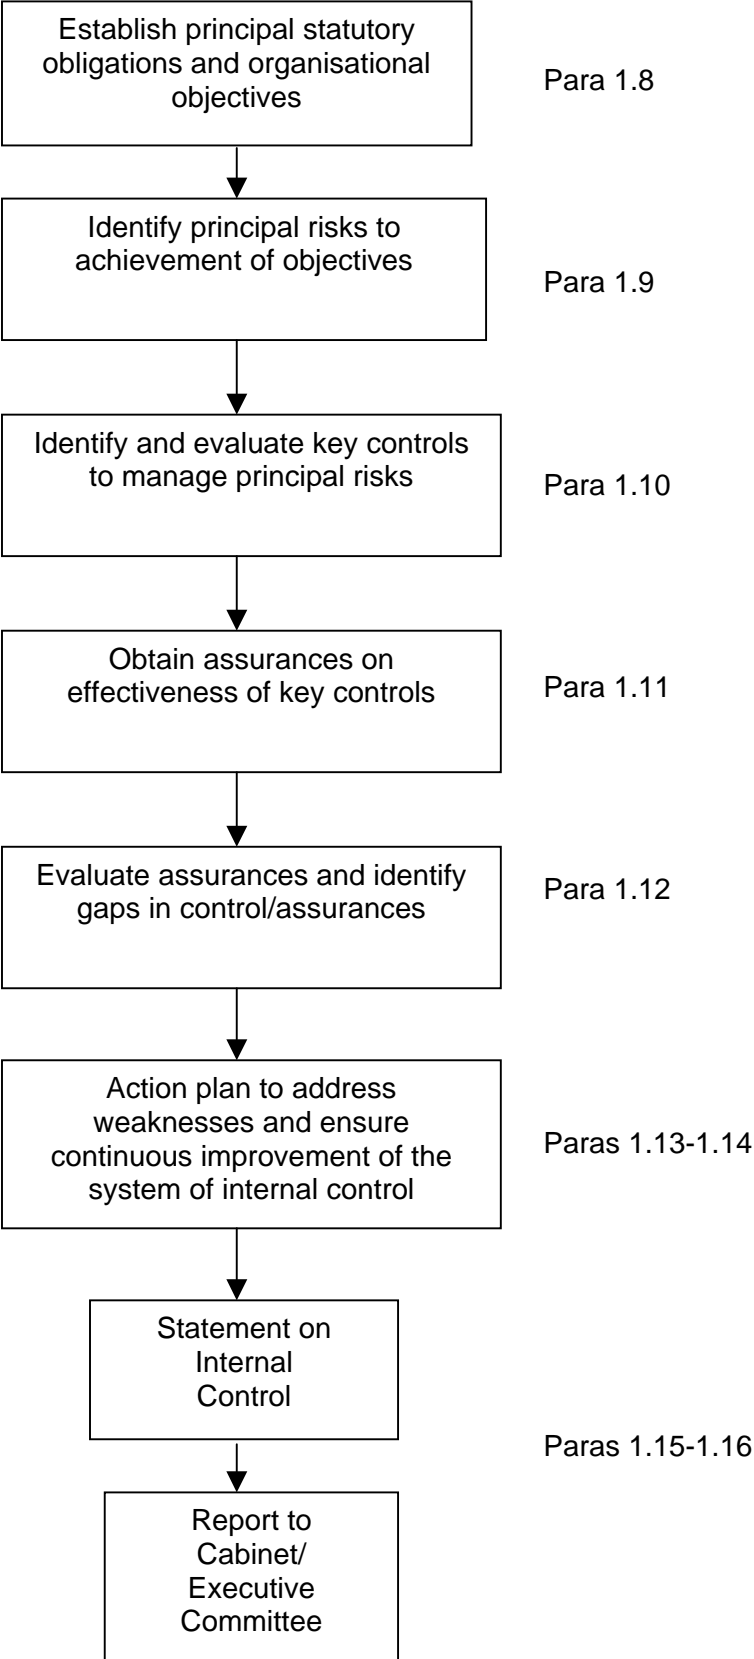 Establish principal statutory
obligations and organisational
objectives
Para 1.8
Identify principal risks to
achievement of objectives
Para 1.9
Identify and evaluate key controls
to manage principal risks
Para 1.10
Obtain assurances on
effectiveness of key controls
Para 1.11
Evaluate assurances and identify
gaps in control/assurances
Para 1.12
Action plan to address
weaknesses and ensure
continuous improvement of the
system of internal control
Paras 1.13-1.14
Statement on
Internal
Control
Paras 1.15-1.16
Report to
Cabinet/
Executive
Committee